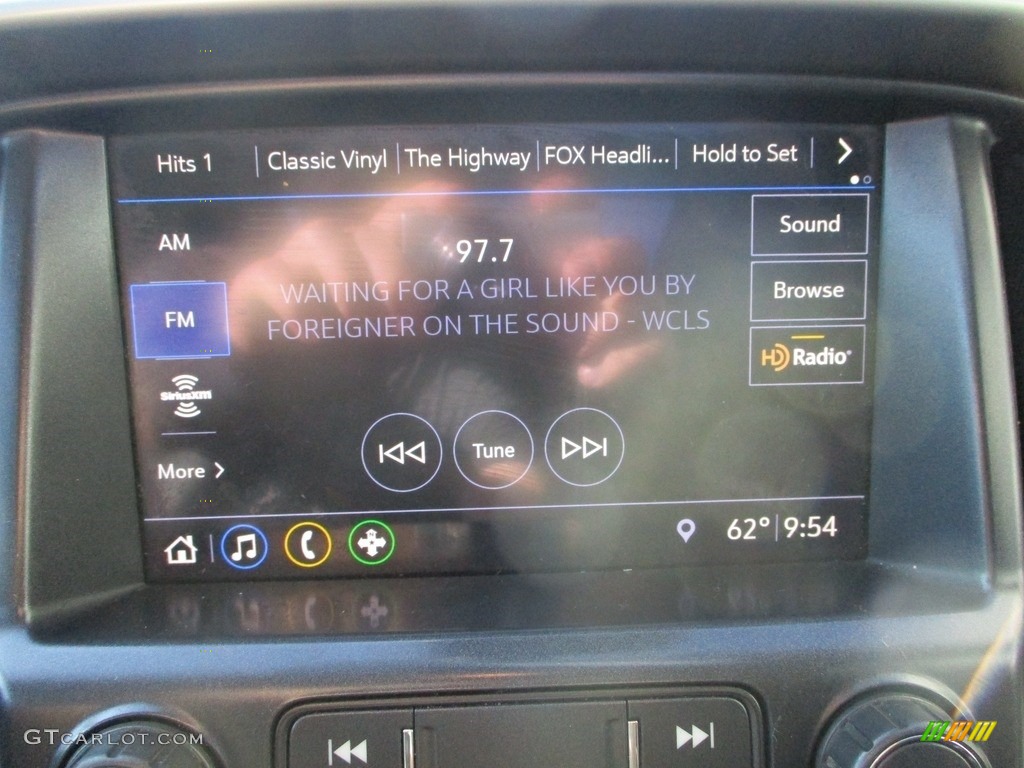 Hits 1 Classic Vinyl The Highway FOX Headli... Hold to Set
AM
97.7
Sound
WAITING FOR A GIRL LIKE YOU BY
Browse
FM
FOREIGNER ON THE SOUND - WCLS
HD Radio®
SiriusXM
More
Tune
62° 9:54
GTCARLOT.COM